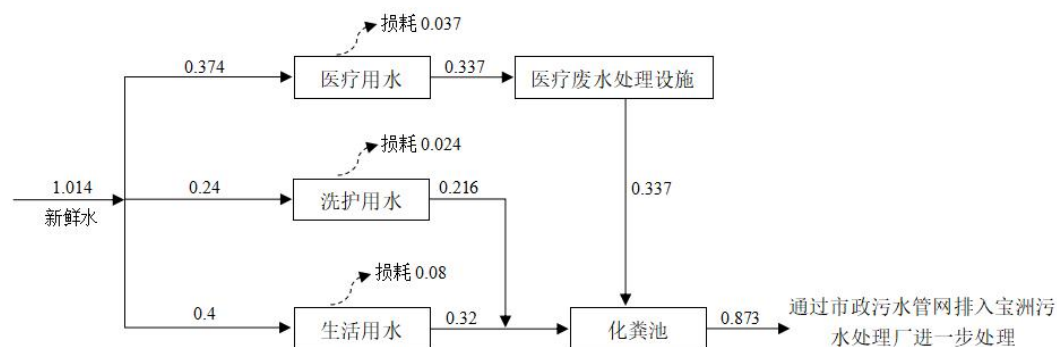 损耗 0.037
0.374
医疗用水
0.337
医疗废水处理设施
损耗 0.024
1.014
新鲜水
0.24
洗护用水
0.216
0.337
损耗 0.08
0.4
生活用水
0.32
化粪池
0.873
通过市政污水管网排入宝洲污
水处理厂进一步处理